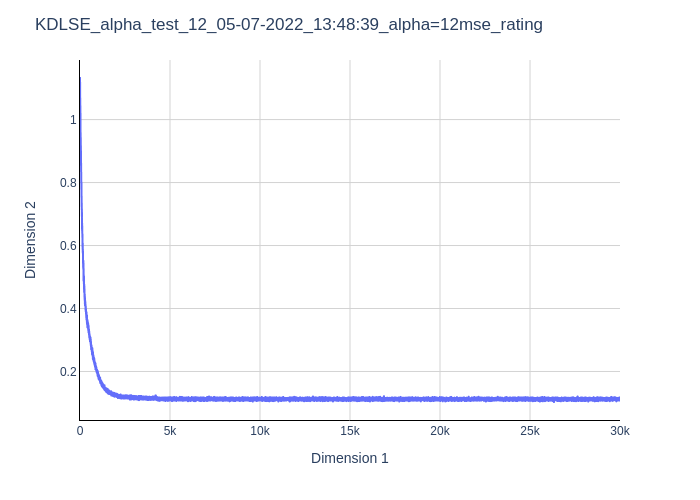 KDLSE_alpha_test_12_05-07-2022_13:48:39_alpha=12mse_rating
1
0.8
0.6
0.4
0.2
Dimension 2
0 5k 10k 15k 20k 25k 30k
Dimension 1